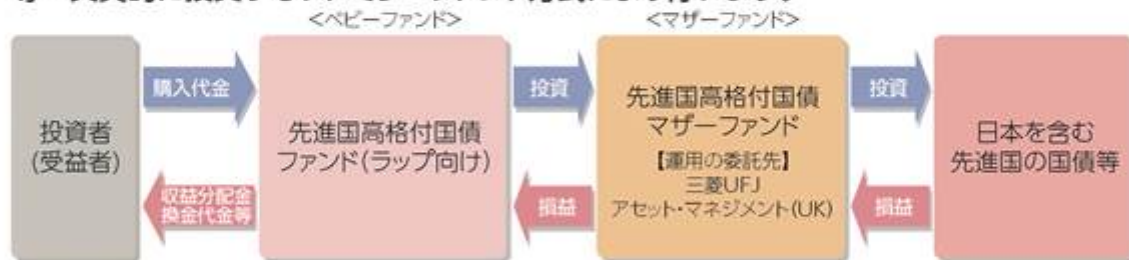 <ベビーファンド>
<マザーファンド>
投資者
(受益者)
購入代金
収益分配金
換金代金等
先進国高格付国債
ファンド(ラップ向け)
投資
損益
先進国高格付国債
マザーファンド
【運用の委託先】
三菱UFJ
アセット・マネジメント(UK)
投資
損益
日本を含む
先進国の国債等